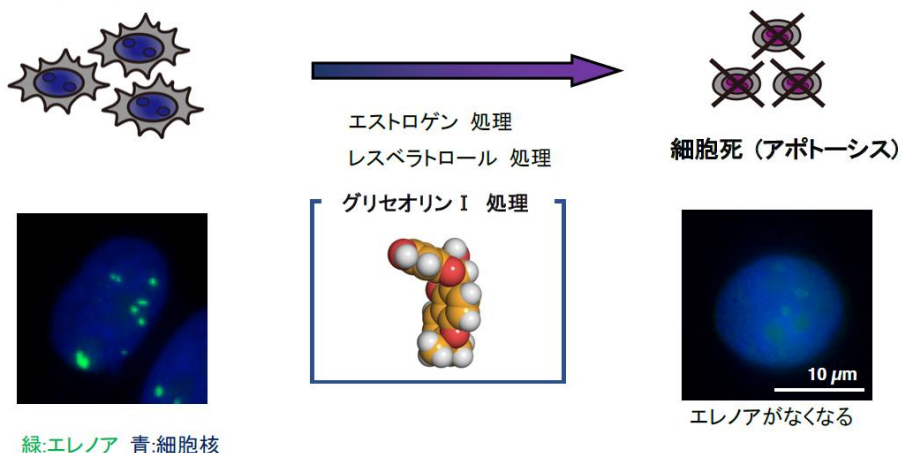 エストロゲン 処理
レスベラトロール 処理
グリセオリン I 処理
細胞死 (アポトーシス)
10 µm
エレノアがなくなる
緑:エレノア 青:細胞核